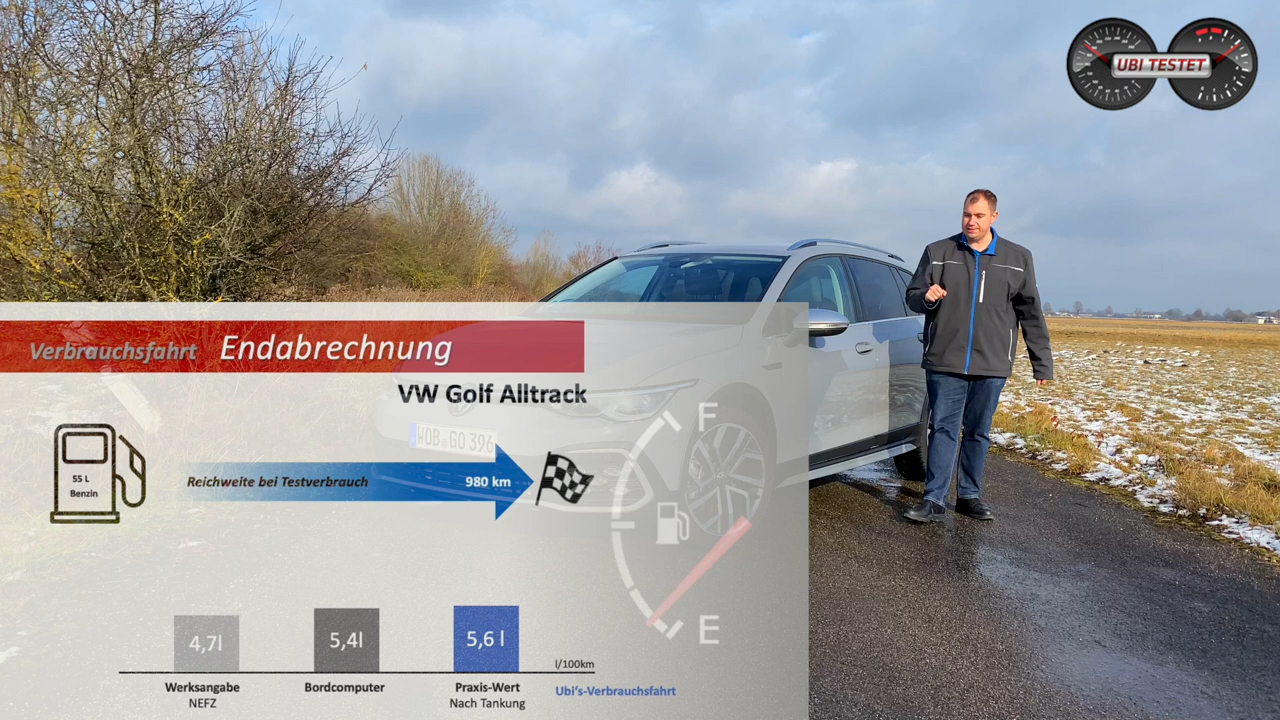 UBI TESTET
Verbrauchsfahrt Endabrechnung
VW Golf Alltrack
WOB GO 396
F
55 L
Benzin
Reichweite bei Testverbrauch 980 km
E
4,7l 5,4l 5,6 l
l/100km
Werksangabe Bordcomputer Praxis-Wert Ubi's-Verbrauchsfahrt
NEFZ Nach Tankung